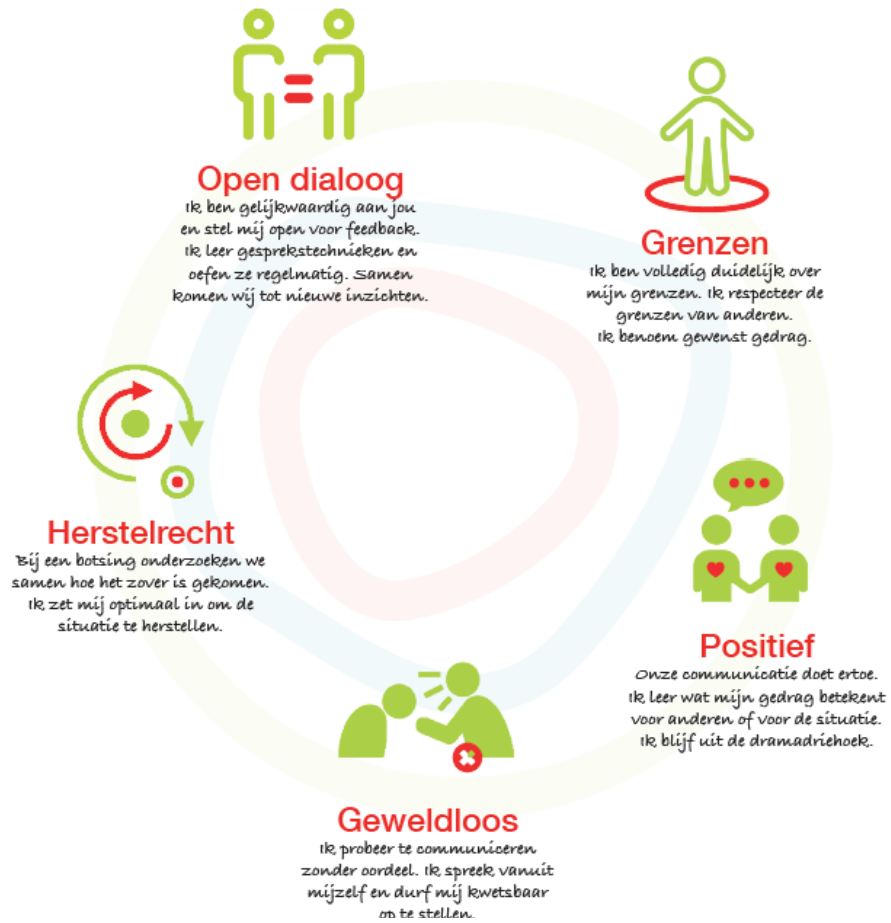 Open dialoog
Ik ben gelijkwaardig aan jou
en stel mij open voor feedback.
Ik leer gesprekstechnieken en
oefen ze regelmatig. Samen
komen wij tot nieuwe inzichten.
Grenzen
Ik ben volledig duidelijk over
mijn grenzen. Ik respecteer de
grenzen van anderen.
Ik benoem gewenst gedrag.
Herstelrecht
Bij een botsing onderzoeken we
samen hoe het zover is gekomen.
Ik zet mij optimaal in om de
situatie te herstellen.
Positief
Onze communicatie doet ertoe.
Ik leer wat mijn gedrag betekent
voor anderen of voor de situatie.
Ik blijf uit de dramadriehoek.
Geweldloos
Ik probeer te communiceren
zonder oordeel. Ik spreek vanuit
mijzelf en durf mij kwetsbaar
op te stellen.